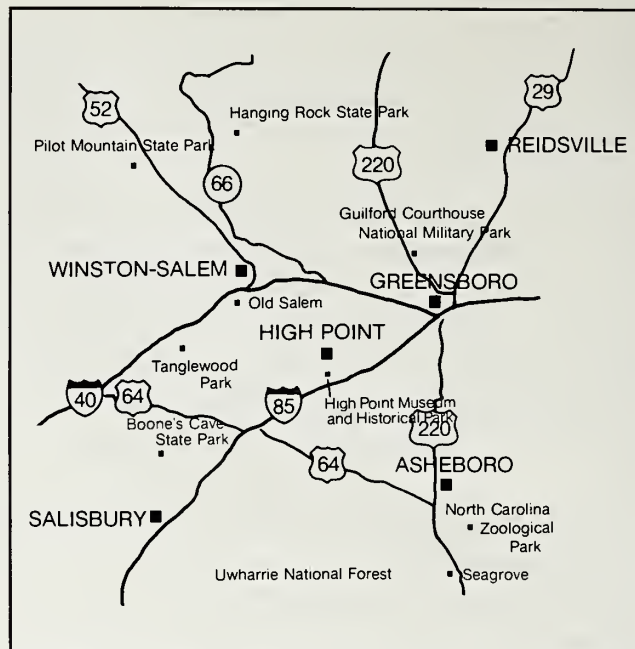 52
Hanging Rock State Park
29
Pilot Mountain State Park
220
REIDSVILLE
66
Guilford Courthouse
National Military Park
WINSTON-SALEM
GREENSBORO
Old Salem
HIGH POINT
Tanglewood
Park
40
64
85
High Point Museum
and Historical Park
Boone's Cave
State Park
220
64
ASHEBORO
SALISBURY
North Carolina
Zoological
Park
Uwharrie National Forest
Seagrove